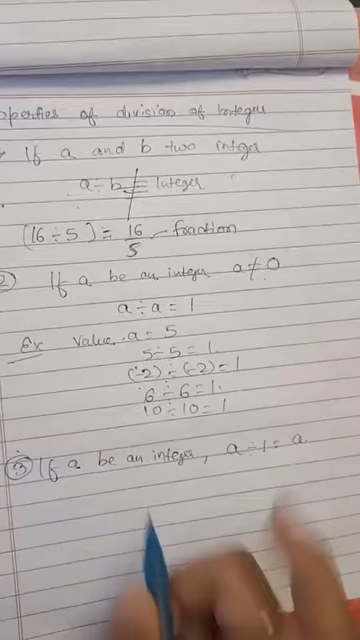 operties of division of Integer
If a and b two integer
a ÷ b ≠ Integer
(16 ÷ 5) = 16/5 - fraction
2) If a be an integer a ≠ 0
a ÷ a = 1
Ex Value a = 5
5 ÷ 5 = 1
(-2) ÷ (-2) = 1
6 ÷ 6 = 1
10 ÷ 10 = 1
③ If a be an integer, a ÷ 1 = a